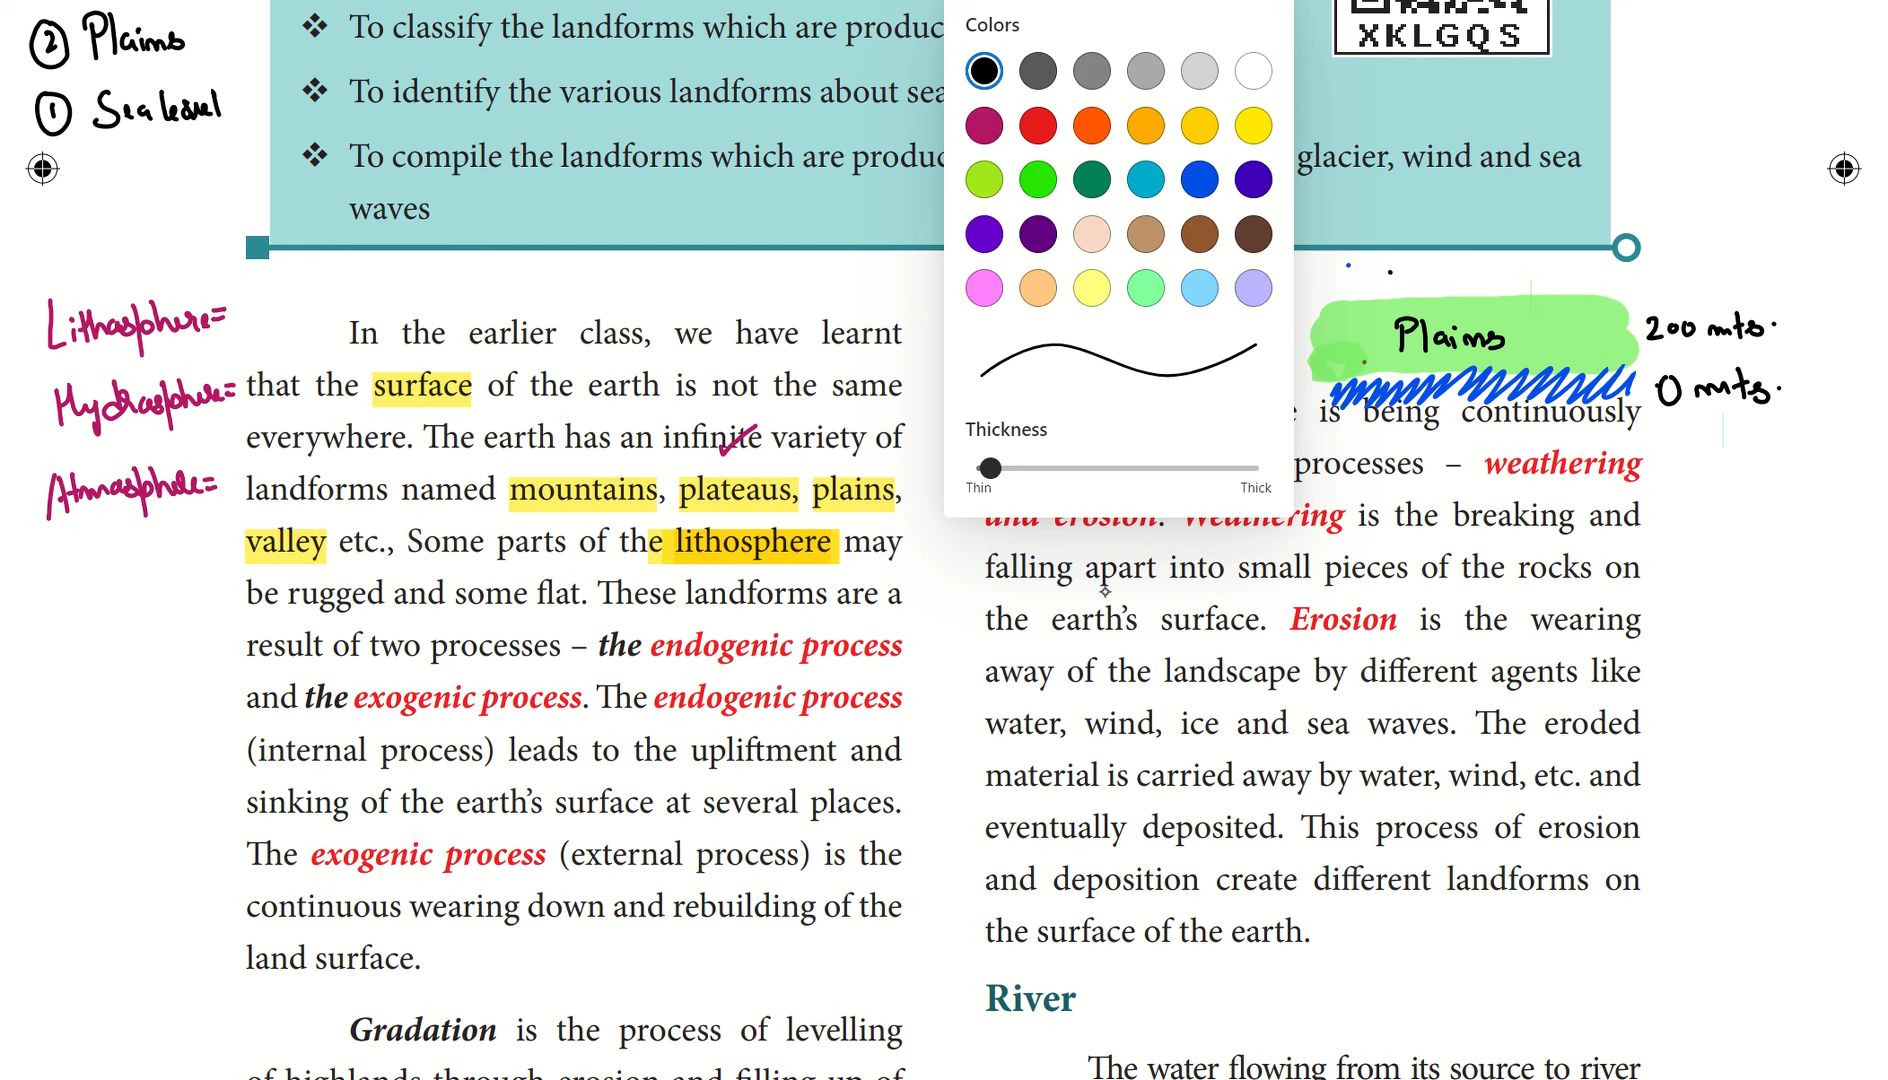 ② Plains
① Sea level
❖ To classify the landforms which are produc
❖ To identify the various landforms about sea
❖ To compile the landforms which are produc
glacier, wind and sea
waves
XKLGQS
Colors
Thickness
Thin
Thick
Lithosphere=
Hydrosphere=
Atmosphere=
In the earlier class, we have learnt
that the surface of the earth is not the same
everywhere. The earth has an infinite variety of
landforms named mountains, plateaus, plains,
valley etc., Some parts of the lithosphere may
be rugged and some flat. These landforms are a
result of two processes – the endogenic process
and the exogenic process. The endogenic process
(internal process) leads to the upliftment and
sinking of the earth's surface at several places.
The exogenic process (external process) is the
continuous wearing down and rebuilding of the
land surface.
Gradation is the process of levelling
of highlands through erosion and filling up of
Plains
200 mts.
0 mts.
is being continuously
processes – weathering
and erosion. Weathering is the breaking and
falling apart into small pieces of the rocks on
the earth's surface. Erosion is the wearing
away of the landscape by different agents like
water, wind, ice and sea waves. The eroded
material is carried away by water, wind, etc. and
eventually deposited. This process of erosion
and deposition create different landforms on
the surface of the earth.
River
The water flowing from its source to river